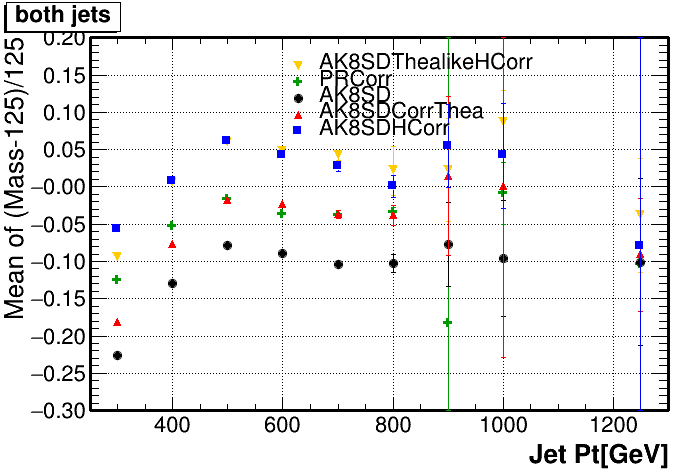 both jets
Mean of (Mass-125)/125
0.20
0.15
0.10
0.05
−0.00
−0.05
−0.10
−0.15
−0.20
−0.25
−0.30
AK8SDThealikeHCorr
PRCorr
AK8SD
AK8SDCorrThea
AK8SDHCorr
400 600 800 1000 1200
Jet Pt[GeV]